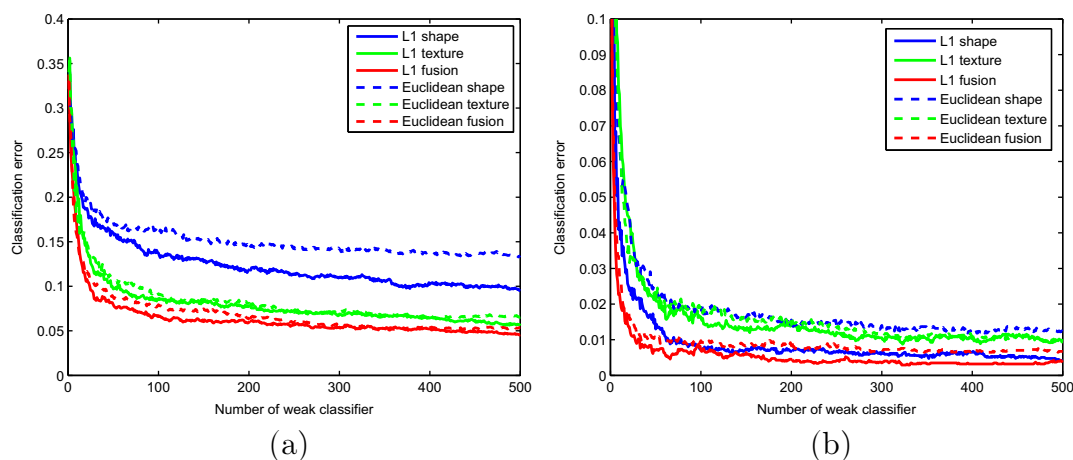 0.4
0.35
0.3
0.25
0.2
0.15
0.1
0.05
0
0
100
200
300
400
500
Classification error
Number of weak classifier
L1 shape
L1 texture
L1 fusion
Euclidean shape
Euclidean texture
Euclidean fusion
(a)
0.1
0.09
0.08
0.07
0.06
0.05
0.04
0.03
0.02
0.01
0
0
100
200
300
400
500
Classification error
Number of weak classifier
L1 shape
L1 texture
L1 fusion
Euclidean shape
Euclidean texture
Euclidean fusion
(b)